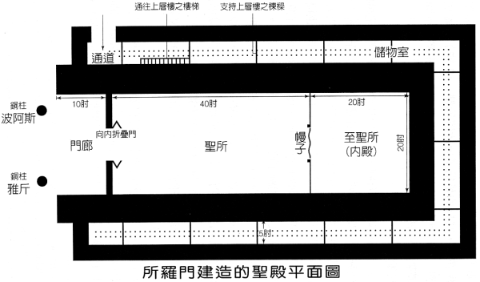 通往上層樓之樓梯
支持上層樓之棟樑
通道
儲物室
10肘
40肘
20肘
銅柱
波阿斯
向內折疊門
門廊
聖所
幔子
至聖所
(內殿)
20肘
銅柱
雅斤
5肘
所羅門建造的聖殿平面圖